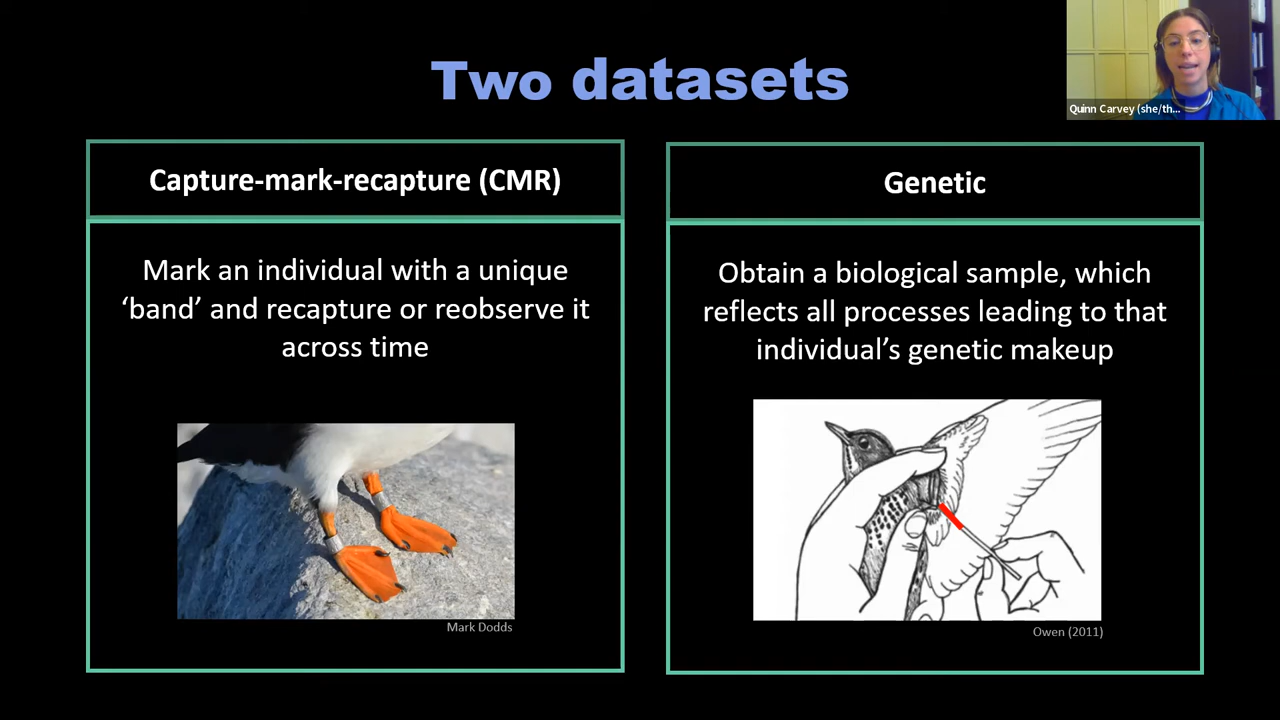 Two datasets
Quinn Carvey (she/th...
Capture-mark-recapture (CMR)
Mark an individual with a unique
‘band’ and recapture or reobserve it
across time
Mark Dodds
Genetic
Obtain a biological sample, which
reflects all processes leading to that
individual’s genetic makeup
Owen (2011)